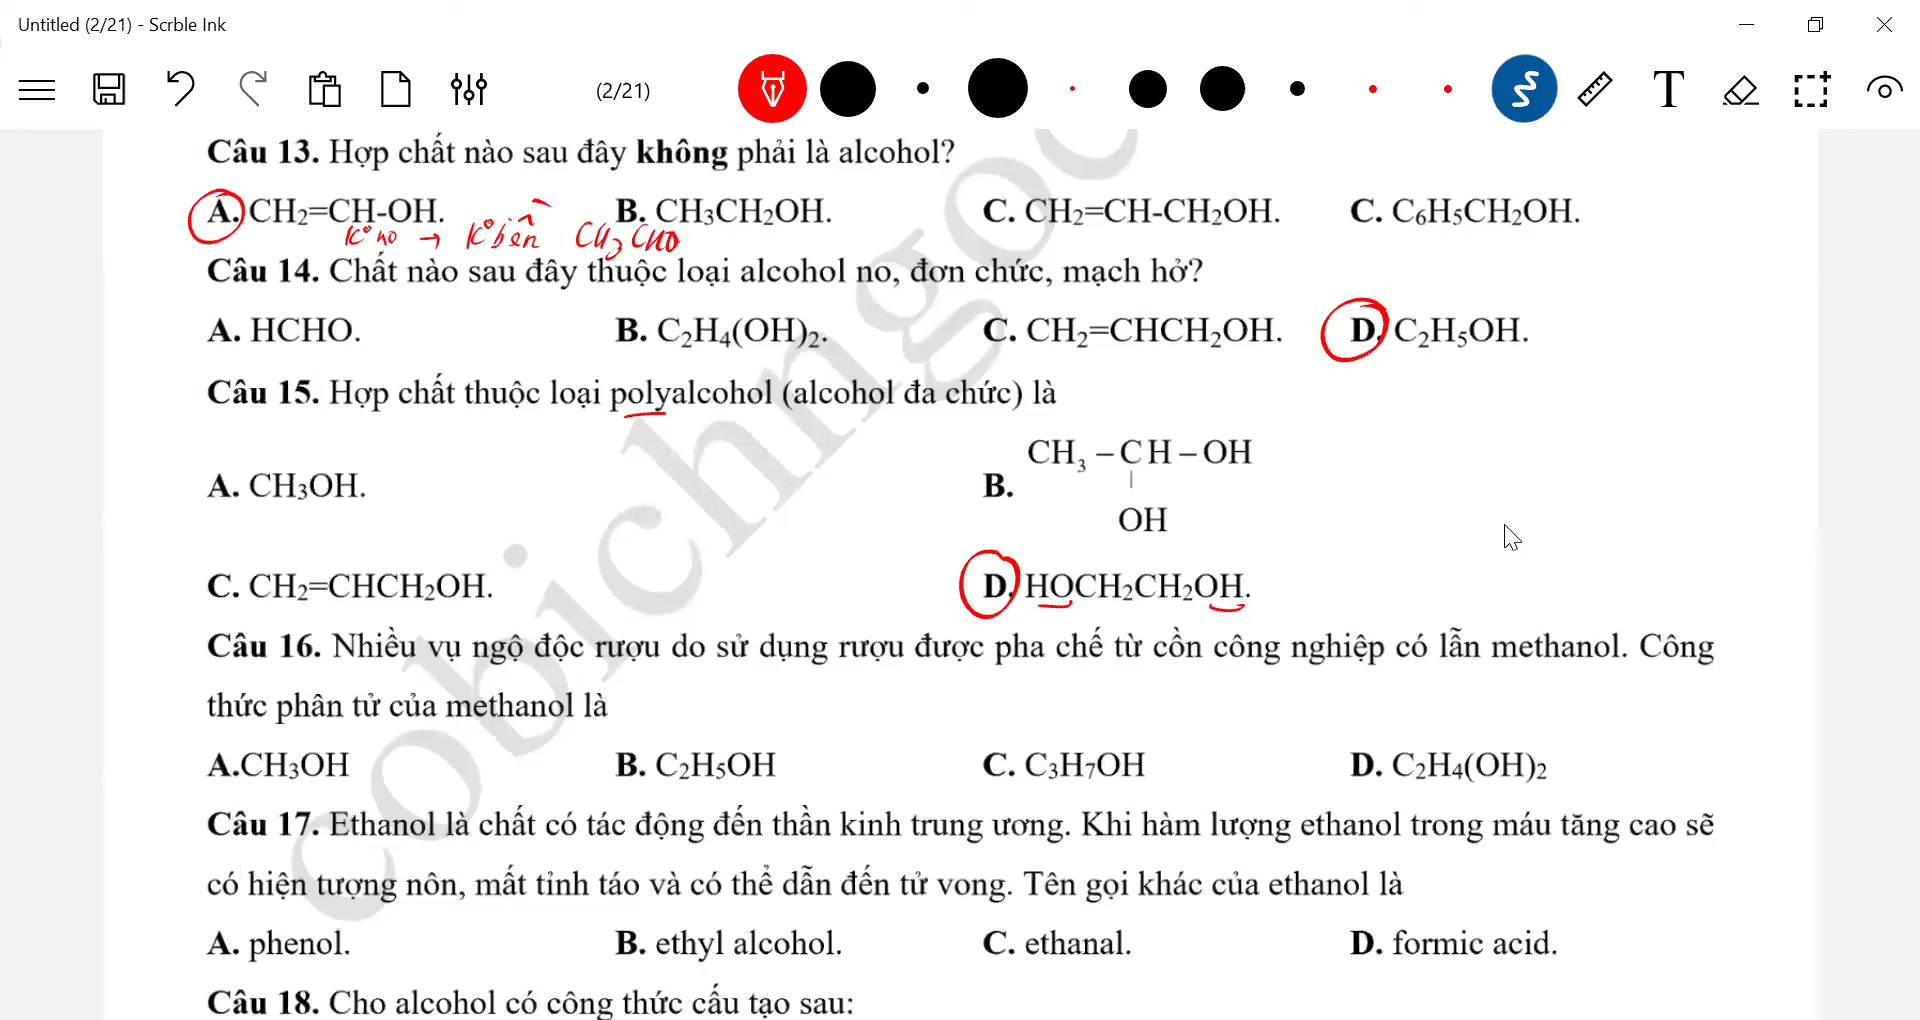 Untitled (2/21) - Scrble Ink
(2/21)
T
Câu 13. Hợp chất nào sau đây không phải là alcohol?
A. CH₂=CH-OH. B. CH₃CH₂OH. C. CH₂=CH-CH₂OH. C. C₆H₅CH₂OH.
K° no → K° bền CH₃CHO
Câu 14. Chất nào sau đây thuộc loại alcohol no, đơn chức, mạch hở?
A. HCHO. B. C₂H₄(OH)₂. C. CH₂=CHCH₂OH. D. C₂H₅OH.
Câu 15. Hợp chất thuộc loại polyalcohol (alcohol đa chức) là
CH₃ – CH – OH
A. CH₃OH. B.
OH
C. CH₂=CHCH₂OH. D. HOCH₂CH₂OH.
Câu 16. Nhiều vụ ngộ độc rượu do sử dụng rượu được pha chế từ cồn công nghiệp có lẫn methanol. Công
thức phân tử của methanol là
A.CH₃OH B. C₂H₅OH C. C₃H₇OH D. C₂H₄(OH)₂
Câu 17. Ethanol là chất có tác động đến thần kinh trung ương. Khi hàm lượng ethanol trong máu tăng cao sẽ
có hiện tượng nôn, mất tỉnh táo và có thể dẫn đến tử vong. Tên gọi khác của ethanol là
A. phenol. B. ethyl alcohol. C. ethanal. D. formic acid.
Câu 18. Cho alcohol có công thức cấu tạo sau:
cobichngoc